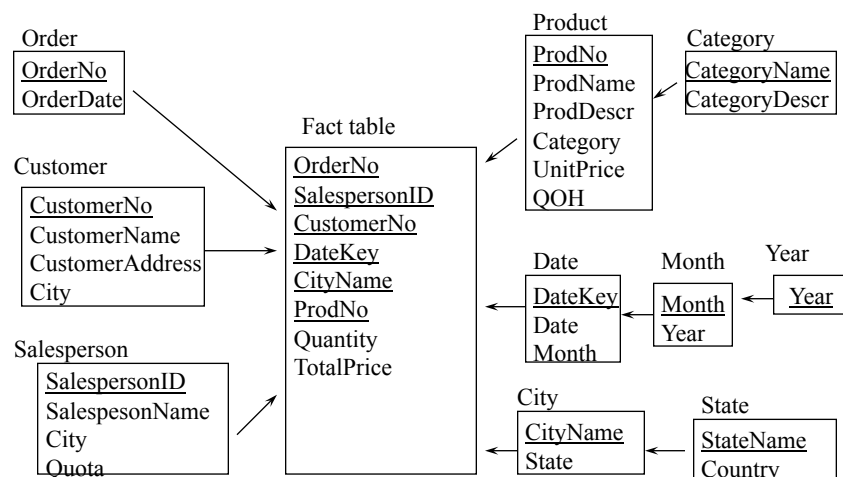 Order
OrderNo
OrderDate
Customer
CustomerNo
CustomerName
CustomerAddress
City
Salesperson
SalespersonID
SalespesonName
City
Quota
Fact table
OrderNo
SalespersonID
CustomerNo
DateKey
CityName
ProdNo
Quantity
TotalPrice
Product
ProdNo
ProdName
ProdDescr
Category
UnitPrice
QOH
Category
CategoryName
CategoryDescr
Date
DateKey
Date
Month
Month
Month
Year
Year
Year
City
CityName
State
State
StateName
Country